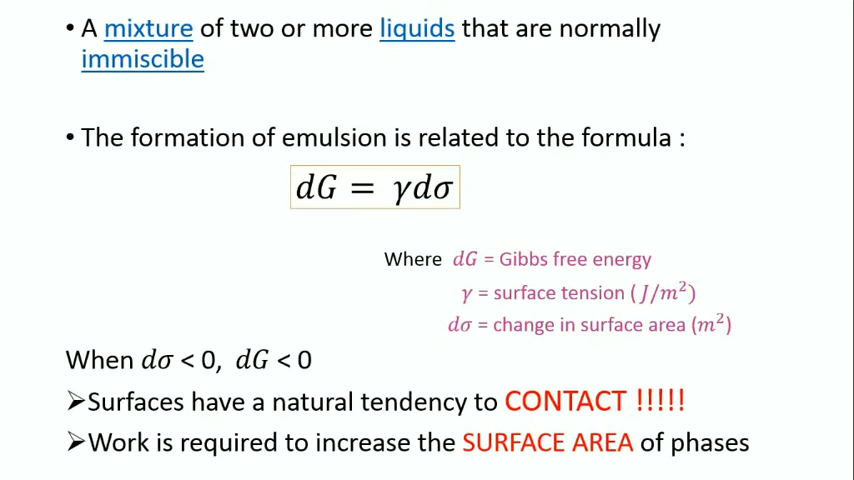 • A mixture of two or more liquids that are normally
immiscible
• The formation of emulsion is related to the formula :
dG = γdσ
Where dG = Gibbs free energy
γ = surface tension ( J/m²)
dσ = change in surface area (m²)
When dσ < 0, dG < 0
➢Surfaces have a natural tendency to CONTACT !!!!!
➢Work is required to increase the SURFACE AREA of phases